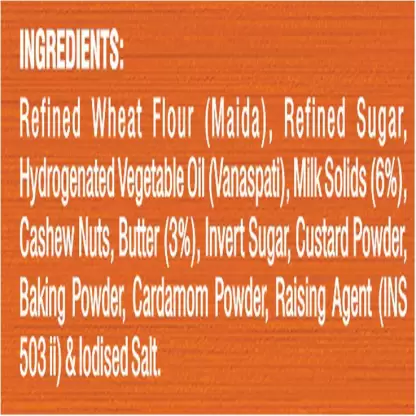 INGREDIENTS:
Refined Wheat Flour (Maida), Refined Sugar,
Hydrogenated Vegetable Oil (Vanaspati), Milk Solids (6%),
Cashew Nuts, Butter (3%), Invert Sugar, Custard Powder,
Baking Powder, Cardamom Powder, Raising Agent (INS
503 ii) & Iodised Salt.